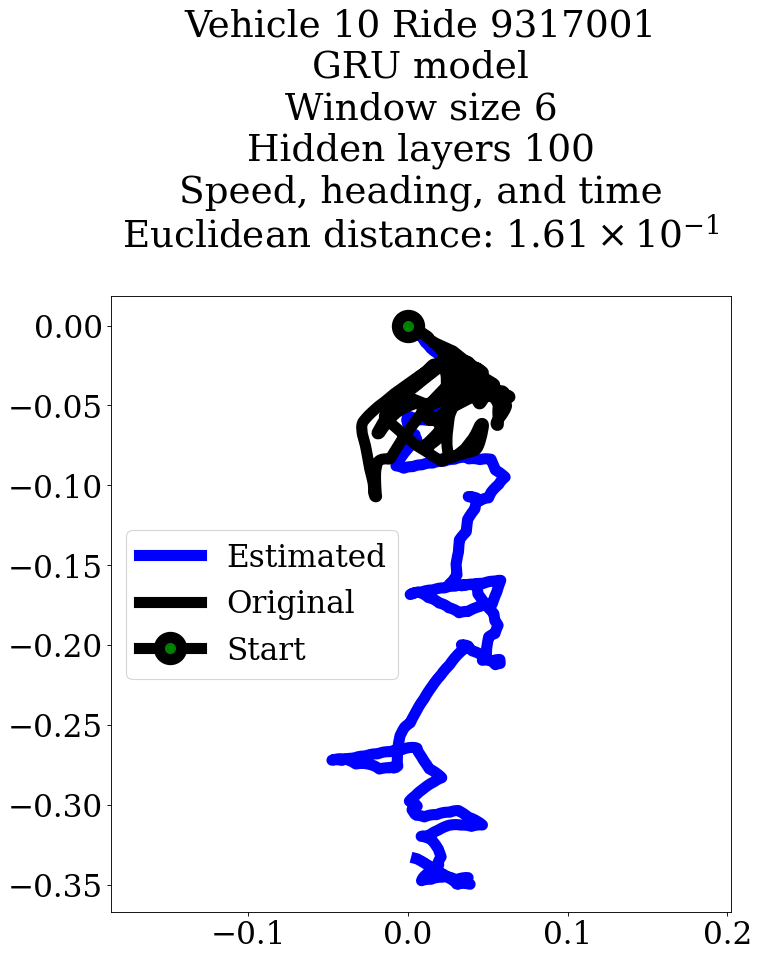 Vehicle 10 Ride 9317001
GRU model
Window size 6
Hidden layers 100
Speed, heading, and time
Euclidean distance: 1.61 × 10⁻¹
0.00
−0.05
−0.10
−0.15
−0.20
−0.25
−0.30
−0.35
Estimated
Original
Start
−0.1
0.0
0.1
0.2